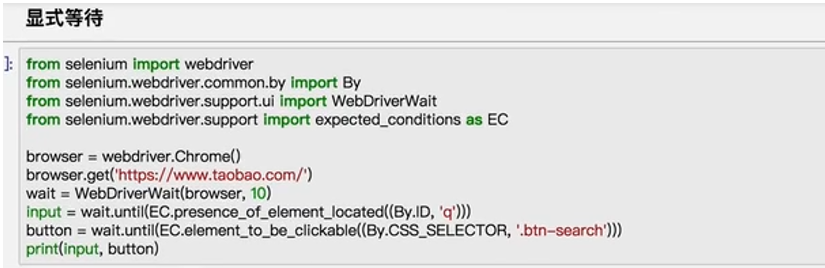 显式等待
]: from selenium import webdriver
from selenium.webdriver.common.by import By
from selenium.webdriver.support.ui import WebDriverWait
from selenium.webdriver.support import expected_conditions as EC
browser = webdriver.Chrome()
browser.get('https://www.taobao.com/')
wait = WebDriverWait(browser, 10)
input = wait.until(EC.presence_of_element_located((By.ID, 'q')))
button = wait.until(EC.element_to_be_clickable((By.CSS_SELECTOR, '.btn-search')))
print(input, button)